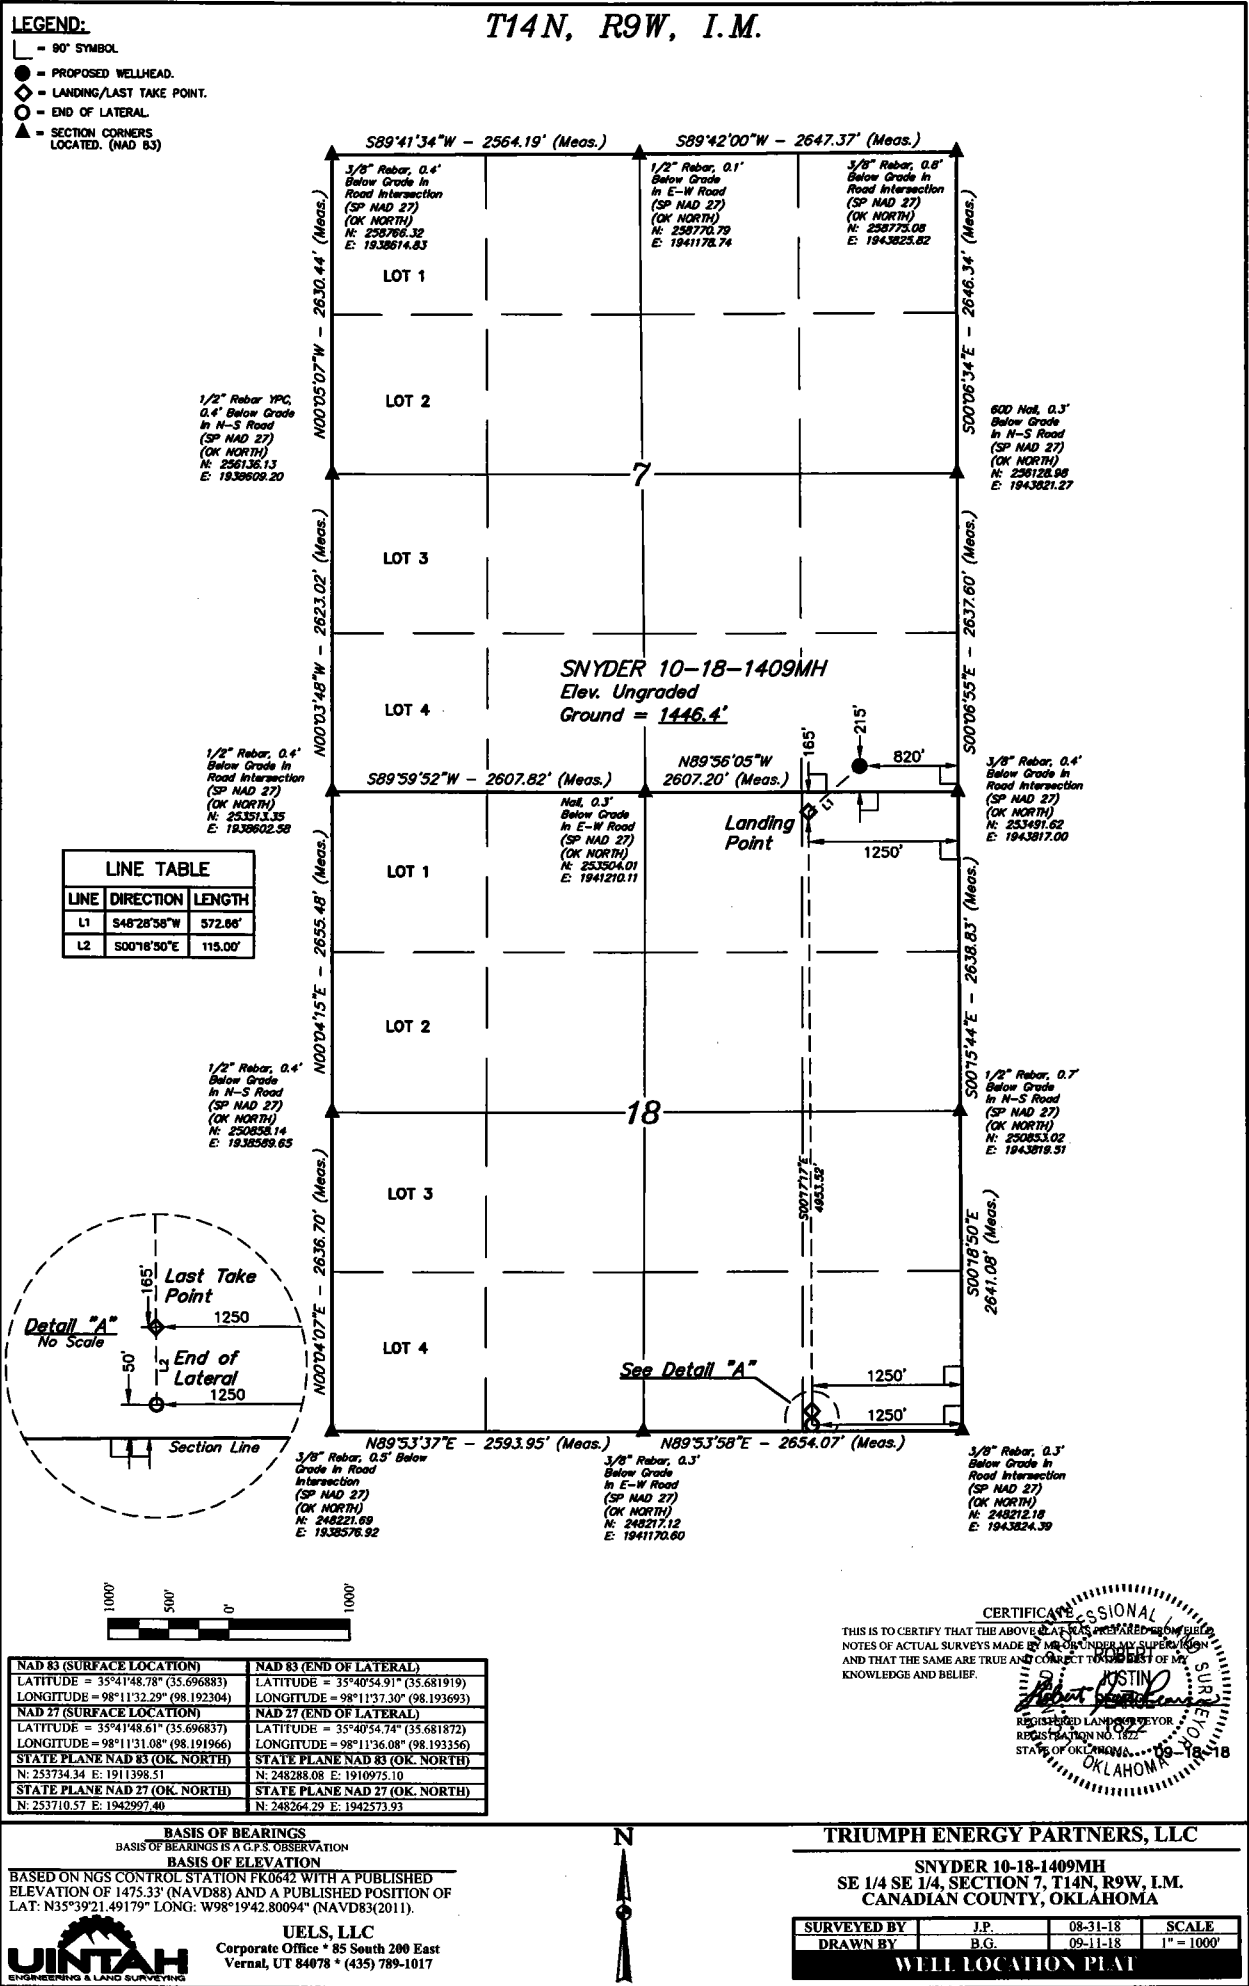 T14N, R9W, I.M.
LEGEND:
= 90° SYMBOL
= PROPOSED WELLHEAD.
= LANDING/LAST TAKE POINT.
= END OF LATERAL.
= SECTION CORNERS
LOCATED. (NAD 83)
S89°41'34"W - 2564.19' (Meas.)
S89°42'00"W - 2647.37' (Meas.)
3/8" Rebar, 0.4'
Below Grade in
Road Intersection
(SP NAD 27)
(OK NORTH)
N: 258766.32
E: 1938614.83
1/2" Rebar, 0.1'
Below Grade
in E-W Road
(SP NAD 27)
(OK NORTH)
N: 258770.79
E: 1941178.74
3/8" Rebar, 0.8'
Below Grade in
Road Intersection
(SP NAD 27)
(OK NORTH)
N: 258775.08
E: 1943825.82
N00°05'07"W - 2630.44' (Meas.)
S00°06'34"E - 2646.34' (Meas.)
LOT 1
LOT 2
1/2" Rebar YPC,
0.4' Below Grade
in N-S Road
(SP NAD 27)
(OK NORTH)
N: 256136.13
E: 1938609.20
60D Nail, 0.3'
Below Grade
in N-S Road
(SP NAD 27)
(OK NORTH)
N: 256128.98
E: 1943821.27
7
N00°03'48"W - 2623.02' (Meas.)
S00°06'55"E - 2637.60' (Meas.)
LOT 3
LOT 4
SNYDER 10-18-1409MH
Elev. Ungraded
Ground = 1446.4'
165'
215'
820'
1/2" Rebar, 0.4'
Below Grade in
Road Intersection
(SP NAD 27)
(OK NORTH)
N: 253513.35
E: 1938602.58
S89°59'52"W - 2607.82' (Meas.)
N89°56'05"W
2607.20' (Meas.)
L1
3/8" Rebar, 0.4'
Below Grade in
Road Intersection
(SP NAD 27)
(OK NORTH)
N: 253491.62
E: 1943817.00
Nail, 0.3'
Below Grade
in E-W Road
(SP NAD 27)
(OK NORTH)
N: 253504.01
E: 1941210.11
Landing
Point
1250'
LINE TABLE
LINE DIRECTION LENGTH
L1 S48°28'58"W 572.66'
L2 S00°18'50"E 115.00'
N00°04'15"E - 2655.48' (Meas.)
S00°15'44"E - 2638.83' (Meas.)
LOT 1
LOT 2
1/2" Rebar, 0.4'
Below Grade
in N-S Road
(SP NAD 27)
(OK NORTH)
N: 250858.14
E: 1938589.65
1/2" Rebar, 0.7'
Below Grade
in N-S Road
(SP NAD 27)
(OK NORTH)
N: 250853.02
E: 1943819.51
18
S00°17'17"E
4953.52'
N00°04'07"E - 2636.70' (Meas.)
S00°18'50"E
2641.08' (Meas.)
LOT 3
LOT 4
165'
Last Take
Point
1250
Detail "A"
No Scale
50'
L2
End of
Lateral
1250
Section Line
See Detail "A"
1250'
1250'
N89°53'37"E - 2593.95' (Meas.)
N89°53'58"E - 2654.07' (Meas.)
3/8" Rebar, 0.5' Below
Grade in Road
Intersection
(SP NAD 27)
(OK NORTH)
N: 248221.69
E: 1938576.92
3/8" Rebar, 0.3'
Below Grade
in E-W Road
(SP NAD 27)
(OK NORTH)
N: 248217.12
E: 1941170.60
3/8" Rebar, 0.3'
Below Grade in
Road Intersection
(SP NAD 27)
(OK NORTH)
N: 248212.18
E: 1943824.39
1000' 500' 0' 1000'
CERTIFICATE
THIS IS TO CERTIFY THAT THE ABOVE PLAT WAS PREPARED FROM FIELD
NOTES OF ACTUAL SURVEYS MADE BY ME OR UNDER MY SUPERVISION
AND THAT THE SAME ARE TRUE AND CORRECT TO THE BEST OF MY
KNOWLEDGE AND BELIEF.
REGISTERED LAND SURVEYOR
REGISTRATION NO. 1822
STATE OF OKLAHOMA
PROFESSIONAL LAND SURVEYOR
ROBERT
JUSTIN
1822
OKLAHOMA
09-18-18
NAD 83 (SURFACE LOCATION)
LATITUDE = 35°41'48.78" (35.696883)
LONGITUDE = 98°11'32.29" (98.192304)
NAD 27 (SURFACE LOCATION)
LATITUDE = 35°41'48.61" (35.696837)
LONGITUDE = 98°11'31.08" (98.191966)
STATE PLANE NAD 83 (OK. NORTH)
N: 253734.34 E: 1911398.51
STATE PLANE NAD 27 (OK. NORTH)
N: 253710.57 E: 1942997.40
NAD 83 (END OF LATERAL)
LATITUDE = 35°40'54.91" (35.681919)
LONGITUDE = 98°11'37.30" (98.193693)
NAD 27 (END OF LATERAL)
LATITUDE = 35°40'54.74" (35.681872)
LONGITUDE = 98°11'36.08" (98.193356)
STATE PLANE NAD 83 (OK. NORTH)
N: 248288.08 E: 1910975.10
STATE PLANE NAD 27 (OK. NORTH)
N: 248264.29 E: 1942573.93
BASIS OF BEARINGS
BASIS OF BEARINGS IS A G.P.S. OBSERVATION
BASIS OF ELEVATION
BASED ON NGS CONTROL STATION FK0642 WITH A PUBLISHED
ELEVATION OF 1475.33' (NAVD88) AND A PUBLISHED POSITION OF
LAT: N35°39'21.49179" LONG: W98°19'42.80094" (NAVD83(2011).
UINTAH
ENGINEERING & LAND SURVEYING
UELS, LLC
Corporate Office * 85 South 200 East
Vernal, UT 84078 * (435) 789-1017
N
TRIUMPH ENERGY PARTNERS, LLC
SNYDER 10-18-1409MH
SE 1/4 SE 1/4, SECTION 7, T14N, R9W, I.M.
CANADIAN COUNTY, OKLAHOMA
SURVEYED BY J.P. 08-31-18 SCALE
DRAWN BY B.G. 09-11-18 1" = 1000'
WELL LOCATION PLAT